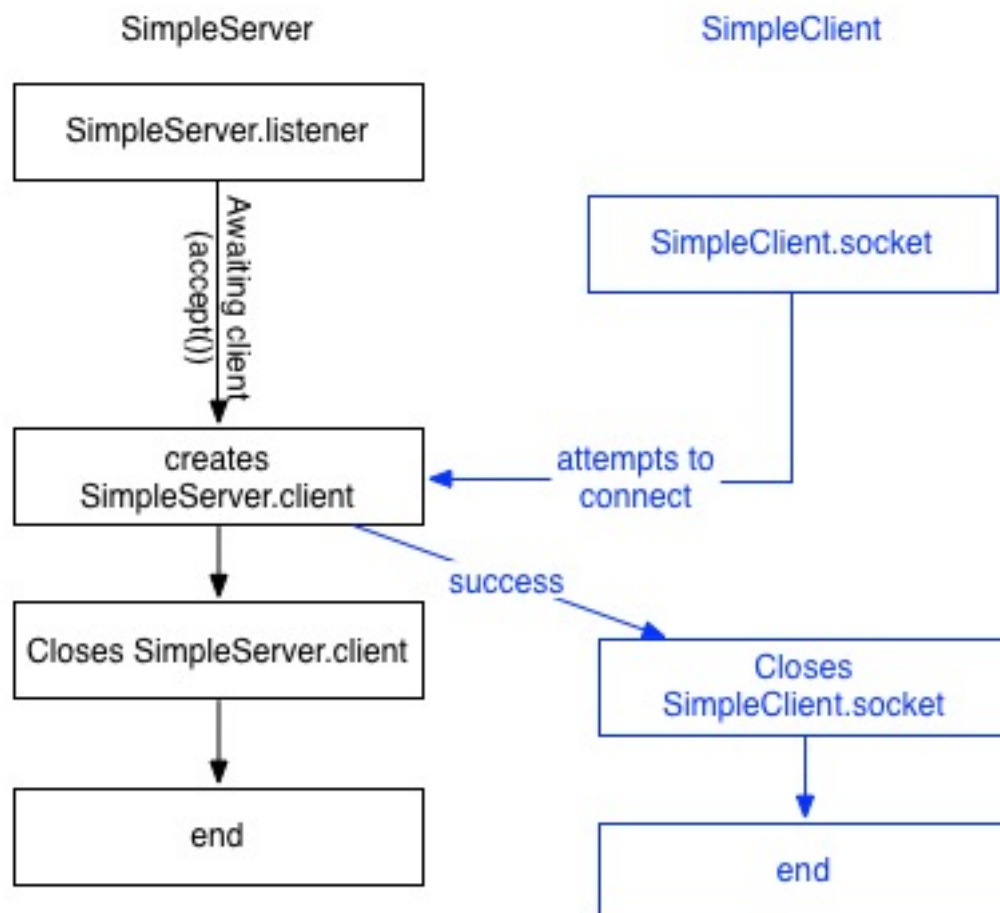 SimpleServer
SimpleClient
SimpleServer.listener
Awaiting client
(accept())
SimpleClient.socket
creates
SimpleServer.client
attempts to
connect
success
Closes SimpleServer.client
Closes
SimpleClient.socket
end
end